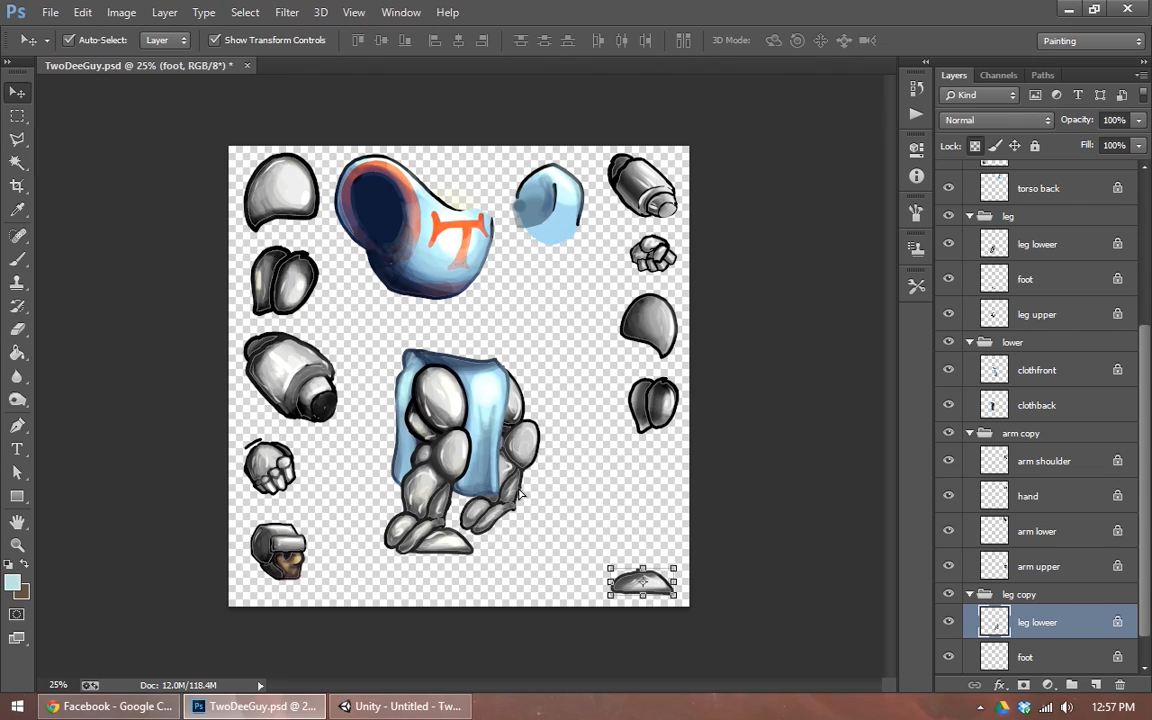 Ps File Edit Image Layer Type Select Filter 3D View Window Help
Auto-Select: Layer Show Transform Controls 3D Mode: Painting
TwoDeeGuy.psd @ 25% (foot, RGB/8*) * ×
Layers Channels Paths
Kind
Normal Opacity: 100%
Lock: Fill: 100%
torso back
leg
leg loweer
foot
leg upper
lower
clothfront
clothback
arm copy
arm shoulder
hand
arm lower
arm upper
leg copy
leg loweer
foot
T
25% Doc: 12.0M/118.4M
Facebook - Google C... TwoDeeGuy.psd @ 2... Unity - Untitled - Tw... 12:57 PM